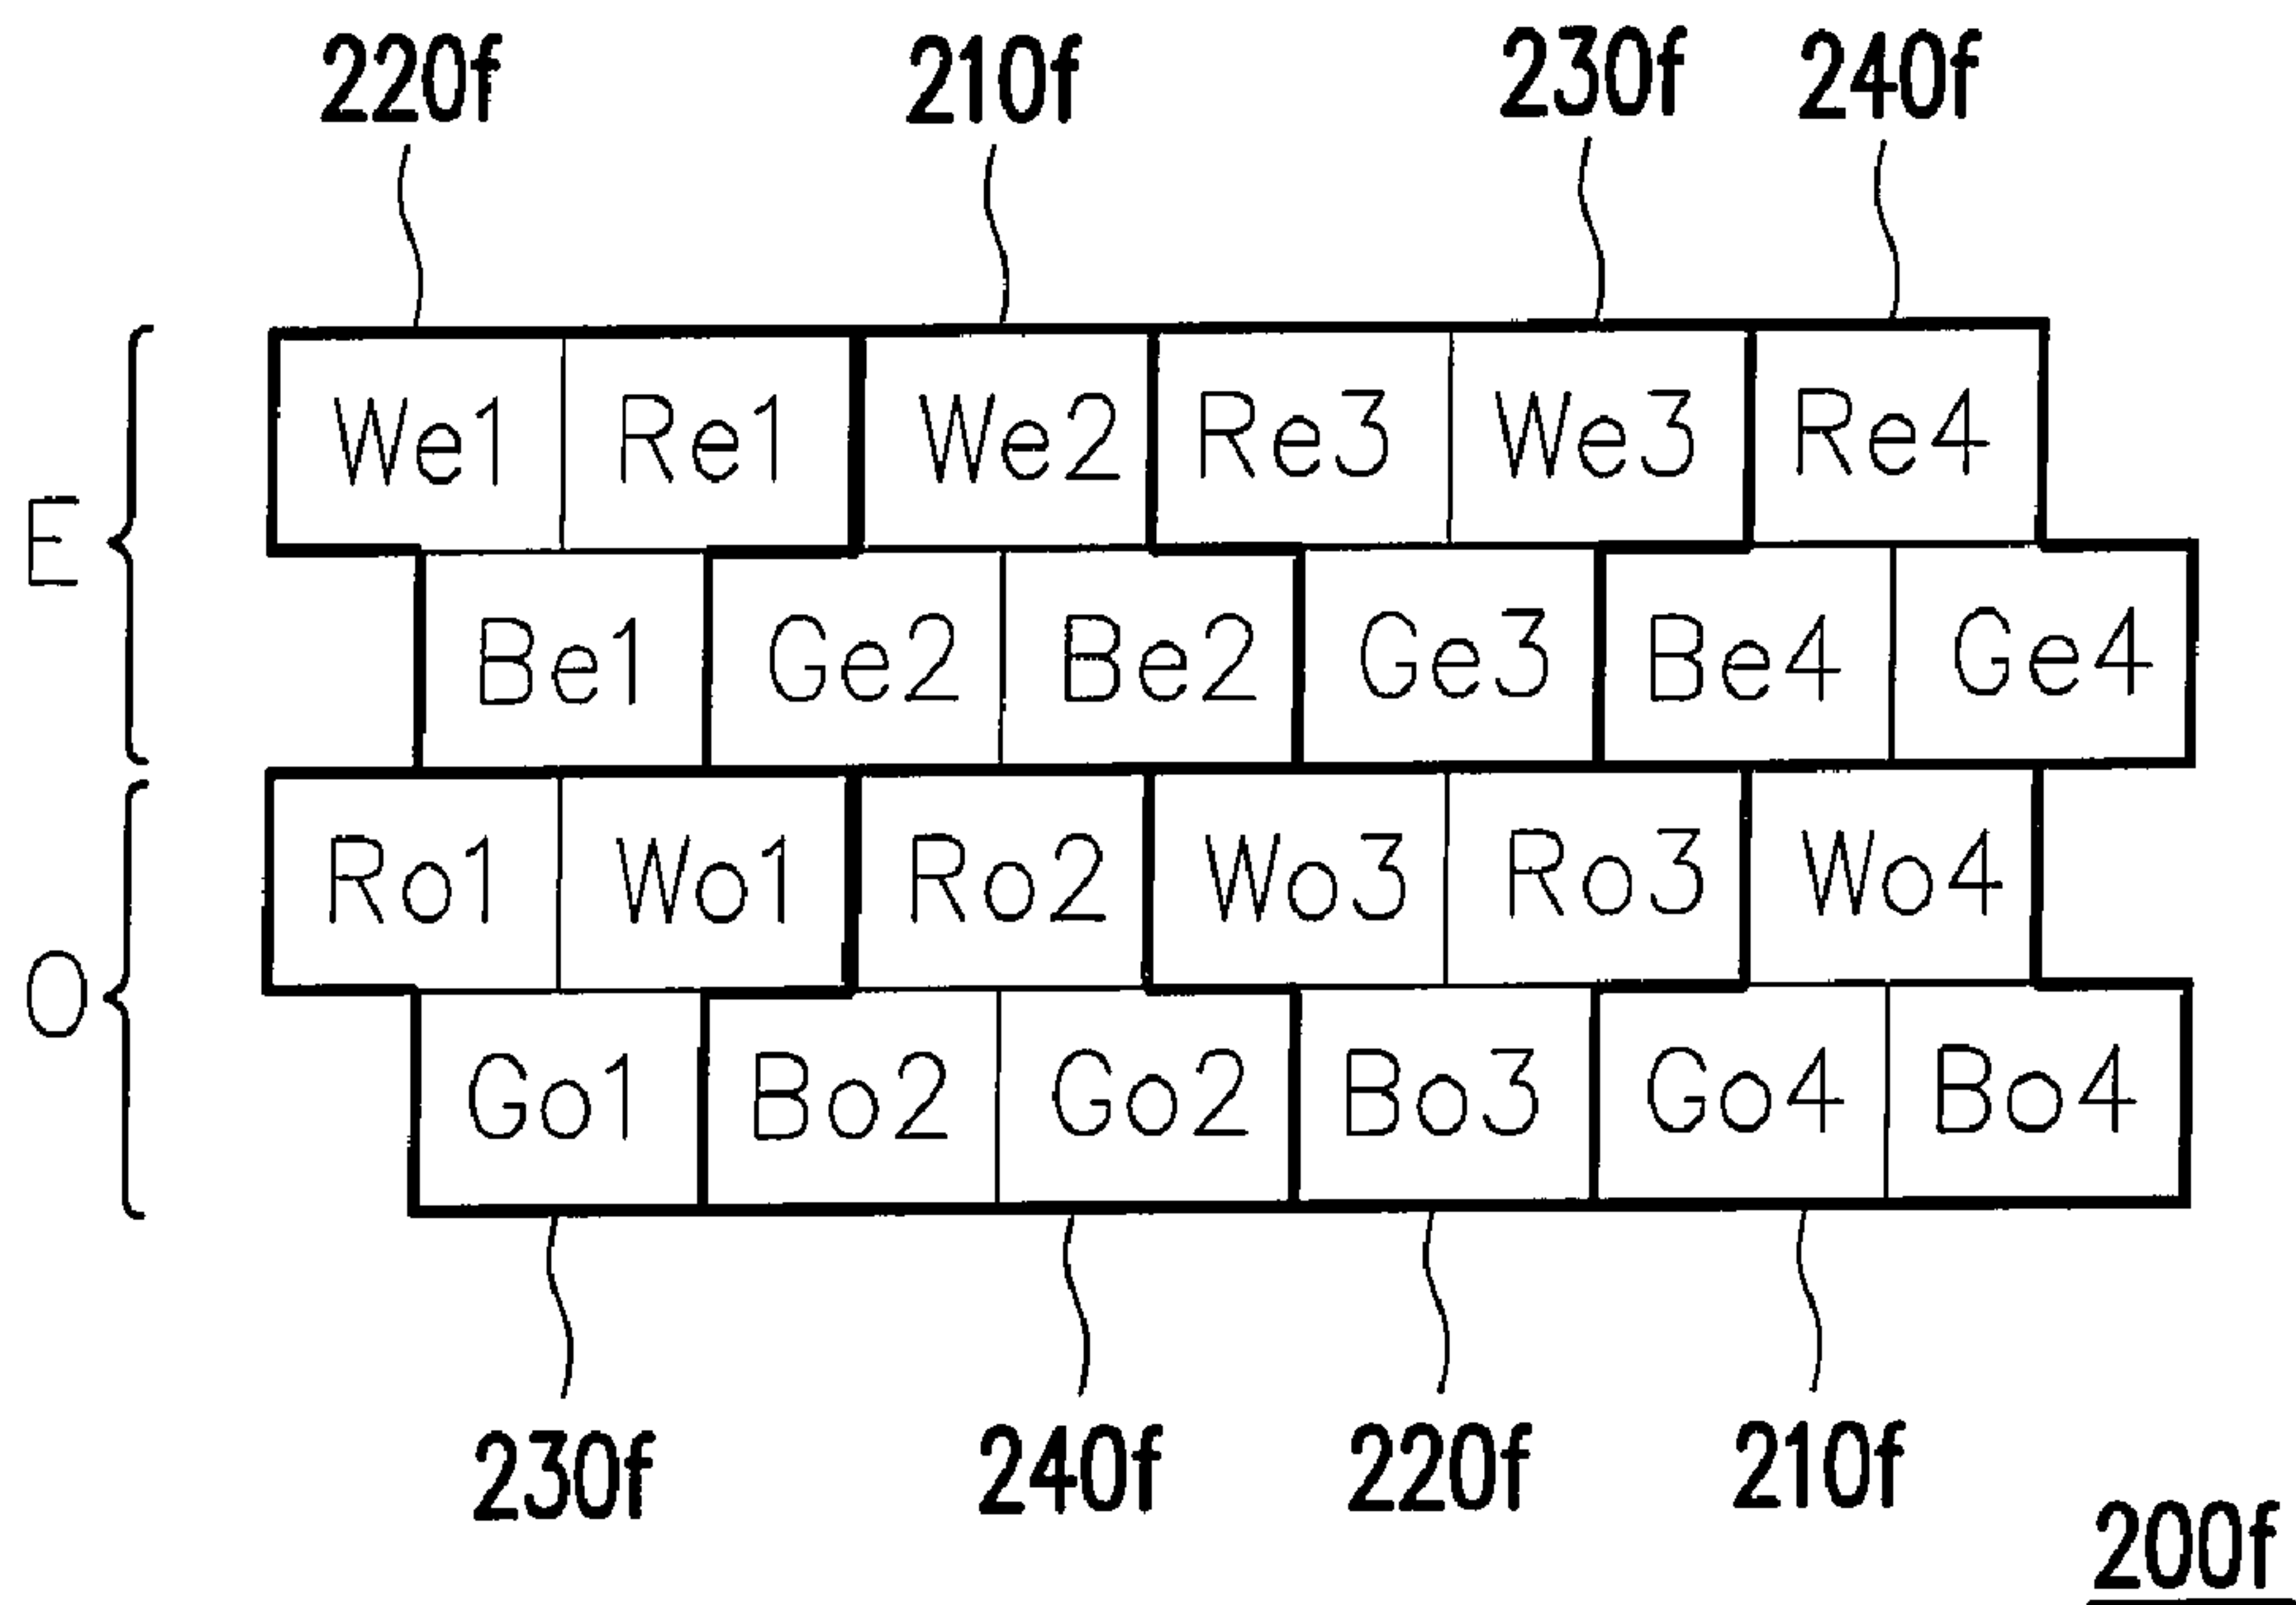 220f 210f 230f 240f
E
We1 Re1 We2 Re3 We3 Re4
Be1 Ge2 Be2 Ge3 Be4 Ge4
O
Ro1 Wo1 Ro2 Wo3 Ro3 Wo4
Go1 Bo2 Go2 Bo3 Go4 Bo4
230f 240f 220f 210f
200f